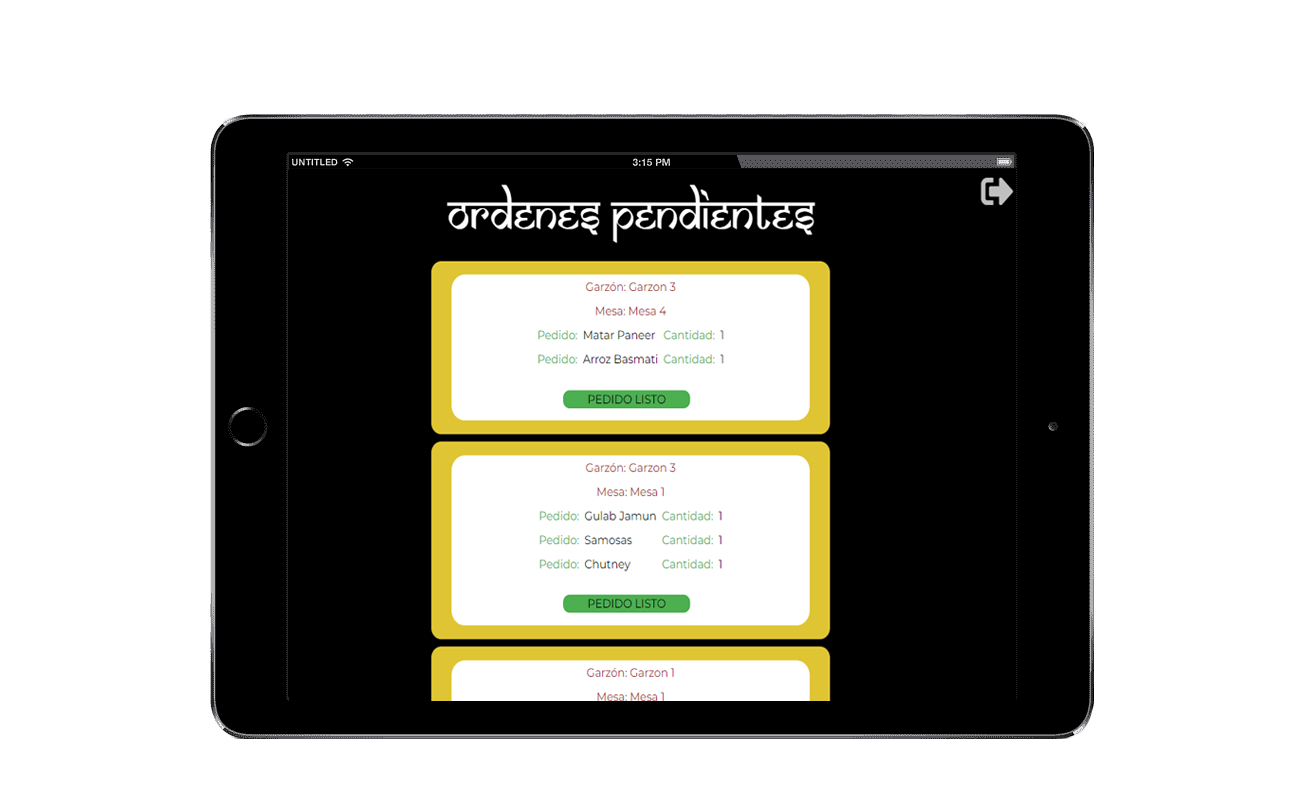 UNTITLED 3:15 PM
ORDENES PENDIENTES
Garzón: Garzon 3
Mesa: Mesa 4
Pedido: Matar Paneer Cantidad: 1
Pedido: Arroz Basmati Cantidad: 1
PEDIDO LISTO
Garzón: Garzon 3
Mesa: Mesa 1
Pedido: Gulab Jamun Cantidad: 1
Pedido: Samosas Cantidad: 1
Pedido: Chutney Cantidad: 1
PEDIDO LISTO
Garzón: Garzon 1
Mesa: Mesa 1